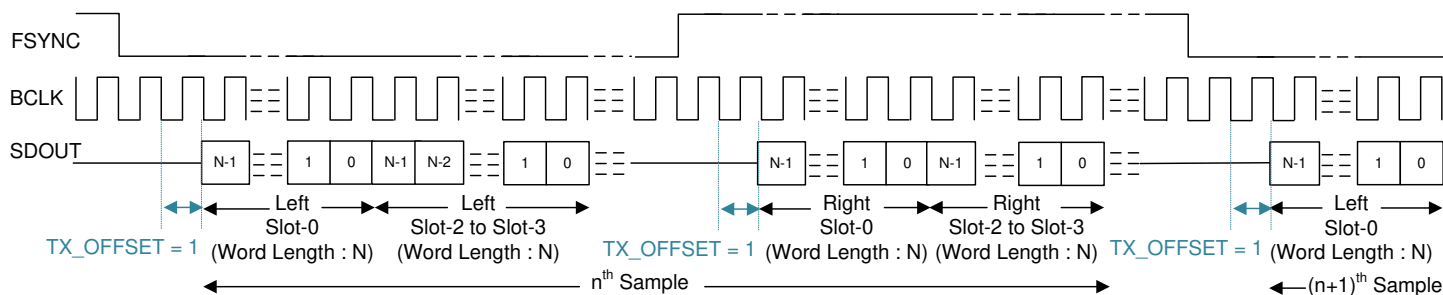 FSYNC
BCLK
SDOUT
N-1 1 0 N-1 N-2 1 0 N-1 1 0 N-1 1 0 N-1 1 0
Left Left Right Right Left
Slot-0 Slot-2 to Slot-3 Slot-0 Slot-2 to Slot-3 Slot-0
TX_OFFSET = 1 (Word Length : N) (Word Length : N) TX_OFFSET = 1 (Word Length : N) (Word Length : N) TX_OFFSET = 1 (Word Length : N)
nth Sample (n+1)th Sample